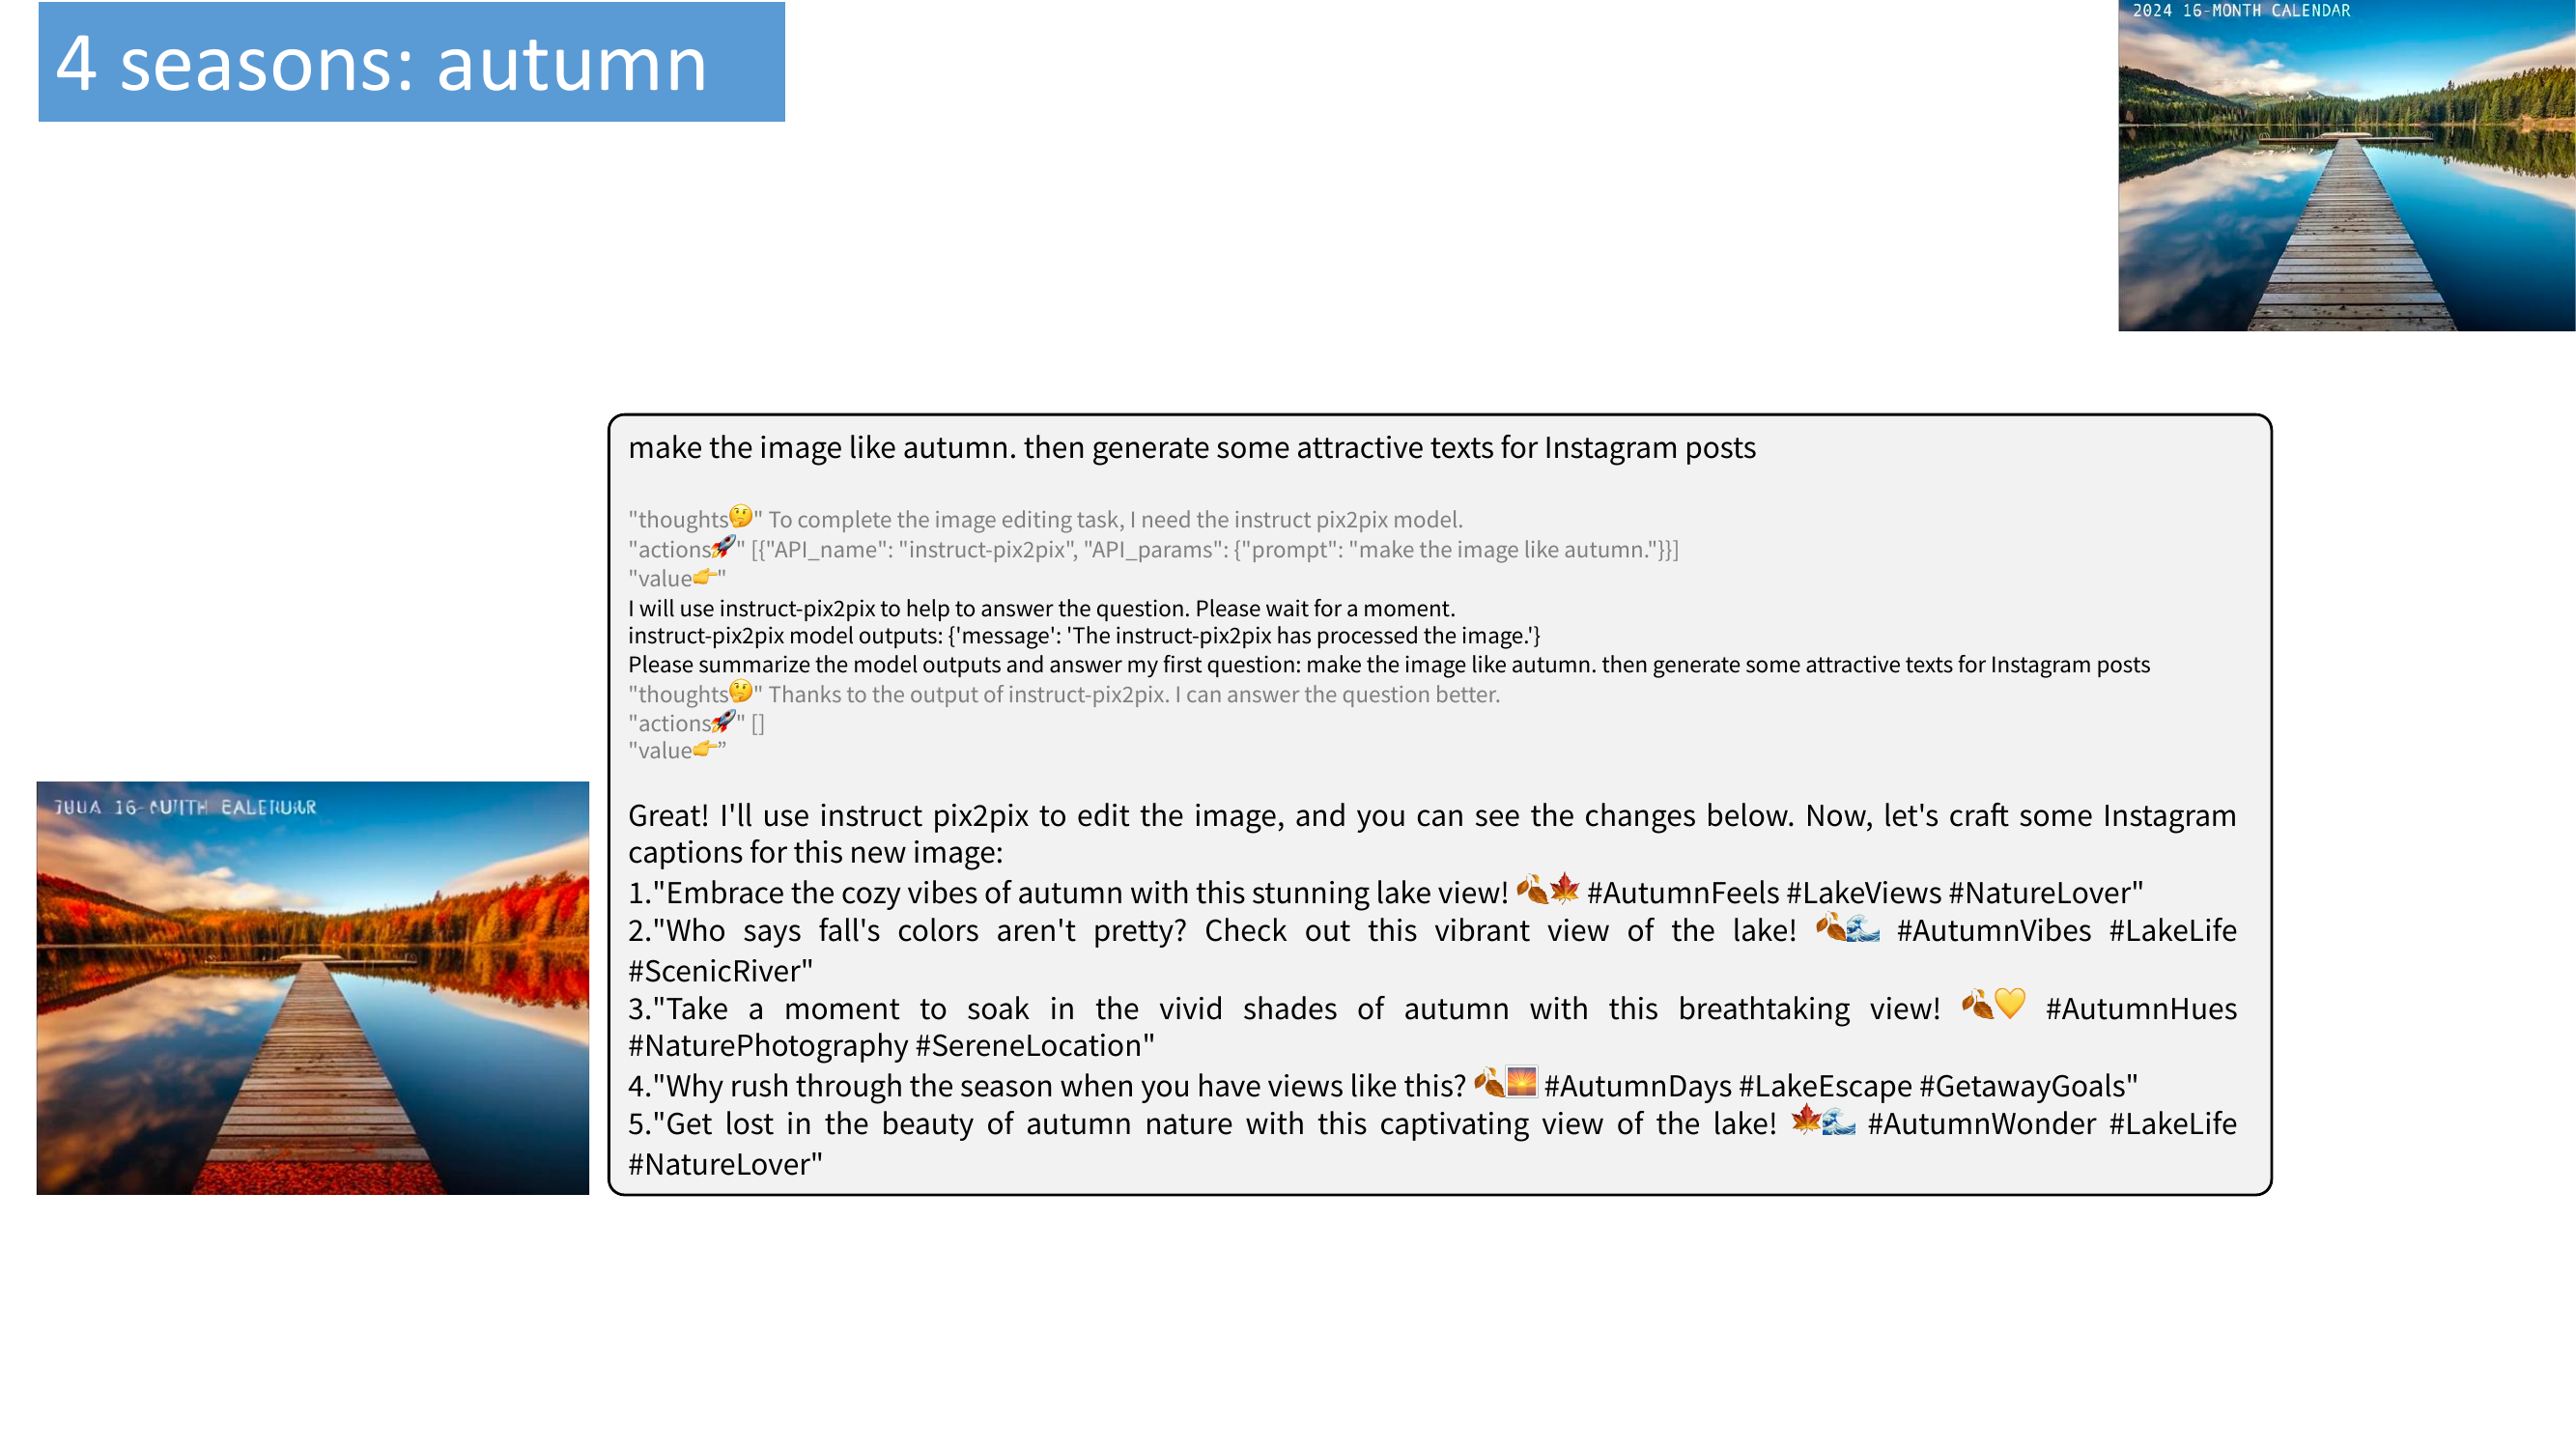 4 seasons: autumn
2024 16-MONTH CALENDAR
make the image like autumn. then generate some attractive texts for Instagram posts
"thoughts🤔" To complete the image editing task, I need the instruct pix2pix model.
"actions🚀" [{"API_name": "instruct-pix2pix", "API_params": {"prompt": "make the image like autumn."}}]
"value👉"
I will use instruct-pix2pix to help to answer the question. Please wait for a moment.
instruct-pix2pix model outputs: {'message': 'The instruct-pix2pix has processed the image.'}
Please summarize the model outputs and answer my first question: make the image like autumn. then generate some attractive texts for Instagram posts
"thoughts🤔" Thanks to the output of instruct-pix2pix. I can answer the question better.
"actions🚀" []
"value👉”
Great! I'll use instruct pix2pix to edit the image, and you can see the changes below. Now, let's craft some Instagram
captions for this new image:
1."Embrace the cozy vibes of autumn with this stunning lake view! 🍂🍁 #AutumnFeels #LakeViews #NatureLover"
2."Who says fall's colors aren't pretty? Check out this vibrant view of the lake! 🍂🌊 #AutumnVibes #LakeLife
#ScenicRiver"
3."Take a moment to soak in the vivid shades of autumn with this breathtaking view! 🍂💛 #AutumnHues
#NaturePhotography #SereneLocation"
4."Why rush through the season when you have views like this? 🍂🌅 #AutumnDays #LakeEscape #GetawayGoals"
5."Get lost in the beauty of autumn nature with this captivating view of the lake! 🍁🌊 #AutumnWonder #LakeLife
#NatureLover"
16-